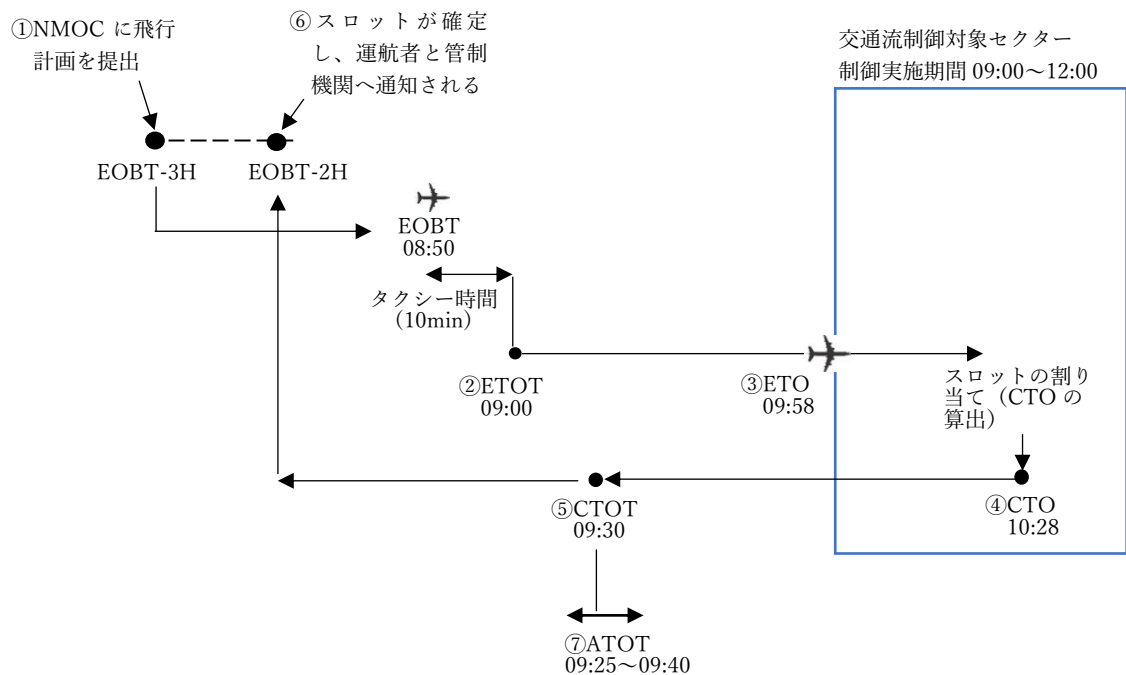 ①NMOC に飛行
計画を提出
⑥スロットが確定
し、運航者と管制
機関へ通知される
交通流制御対象セクター
制御実施期間 09:00～12:00
EOBT-3H
EOBT-2H
EOBT
08:50
タクシー時間
（10min）
②ETOT
09:00
③ETO
09:58
スロットの割り
当て（CTO の
算出）
⑤CTOT
09:30
④CTO
10:28
⑦ATOT
09:25～09:40